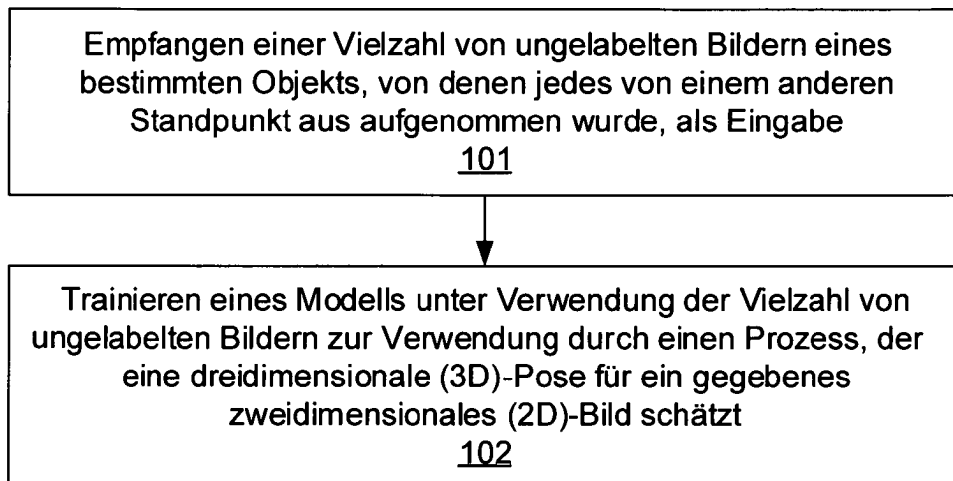 Empfangen einer Vielzahl von ungelabelten Bildern eines
bestimmten Objekts, von denen jedes von einem anderen
Standpunkt aus aufgenommen wurde, als Eingabe
101
Trainieren eines Modells unter Verwendung der Vielzahl von
ungelabelten Bildern zur Verwendung durch einen Prozess, der
eine dreidimensionale (3D)-Pose für ein gegebenes
zweidimensionales (2D)-Bild schätzt
102